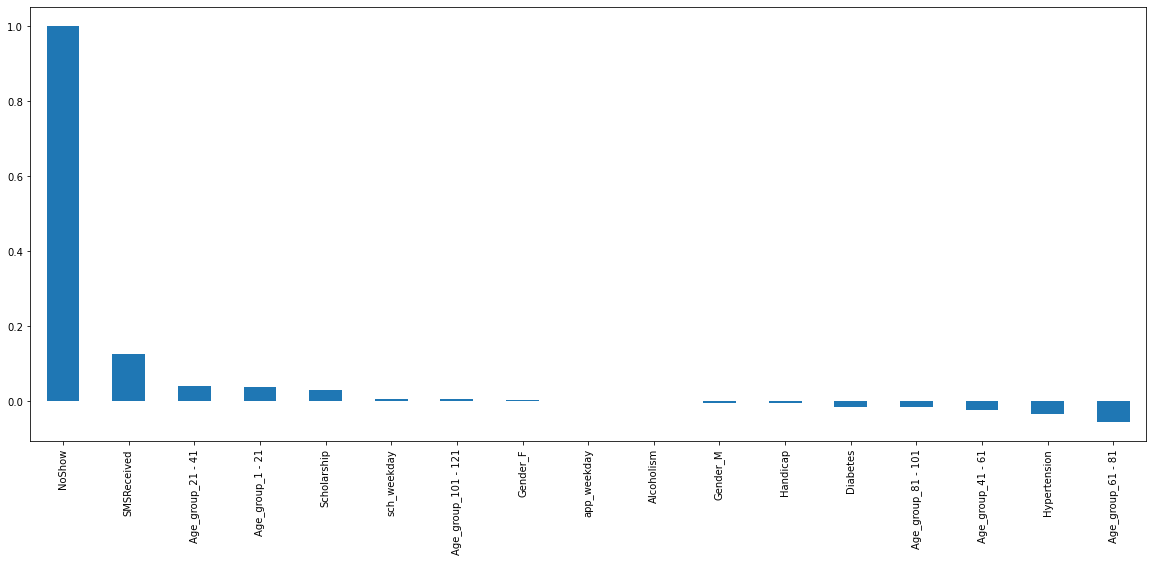 1.0
0.8
0.6
0.4
0.2
0.0
NoShow
SMSReceived
Age_group_21 - 41
Age_group_1 - 21
Scholarship
sch_weekday
Age_group_101 - 121
Gender_F
app_weekday
Alcoholism
Gender_M
Handicap
Diabetes
Age_group_81 - 101
Age_group_41 - 61
Hypertension
Age_group_61 - 81